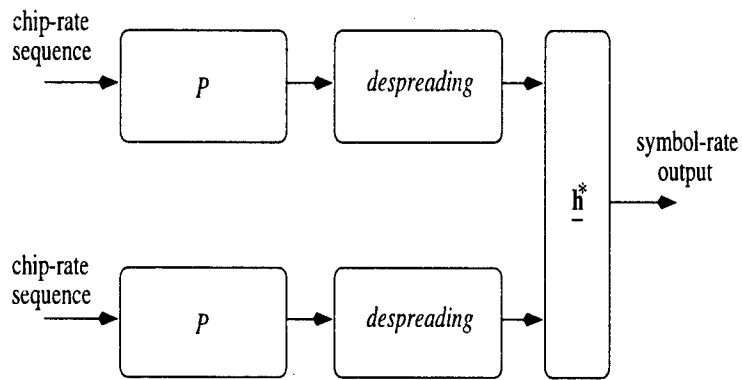 chip-rate
sequence
P
despreading
symbol-rate
output
h*
chip-rate
sequence
P
despreading